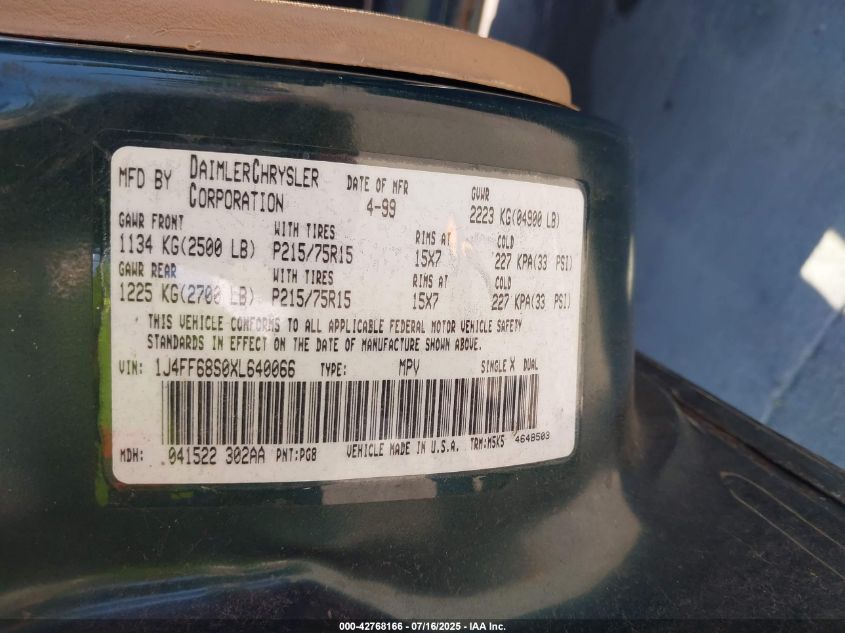 MFD BY DAIMLERCHRYSLER CORPORATION DATE OF MFR 4-99 GVWR 2223 KG(04900 LB)
GAWR FRONT WITH TIRES RIMS AT COLD
1134 KG(2500 LB) P215/75R15 15X7 227 KPA(33 PSI)
GAWR REAR WITH TIRES RIMS AT COLD
1225 KG(2700 LB) P215/75R15 15X7 227 KPA(33 PSI)
THIS VEHICLE CONFORMS TO ALL APPLICABLE FEDERAL MOTOR VEHICLE SAFETY
STANDARDS IN EFFECT ON THE DATE OF MANUFACTURE SHOWN ABOVE.
VIN: 1J4FF68S0XL640066 TYPE: MPV SINGLE X DUAL
MDH: 041522 302AA PNT:PG8 VEHICLE MADE IN U.S.A. TRM:M5K5 4648503
000-42768166 - 07/16/2025 - IAA Inc.